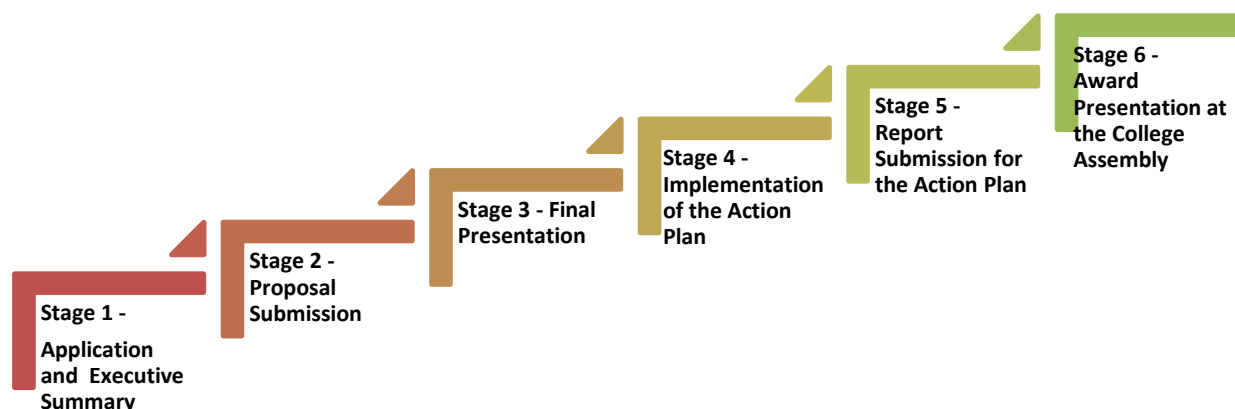 Stage 1 -
Application
and Executive
Summary
Stage 2 -
Proposal
Submission
Stage 3 - Final
Presentation
Stage 4 -
Implementation
of the Action
Plan
Stage 5 -
Report
Submission for
the Action Plan
Stage 6 -
Award
Presentation at
the College
Assembly